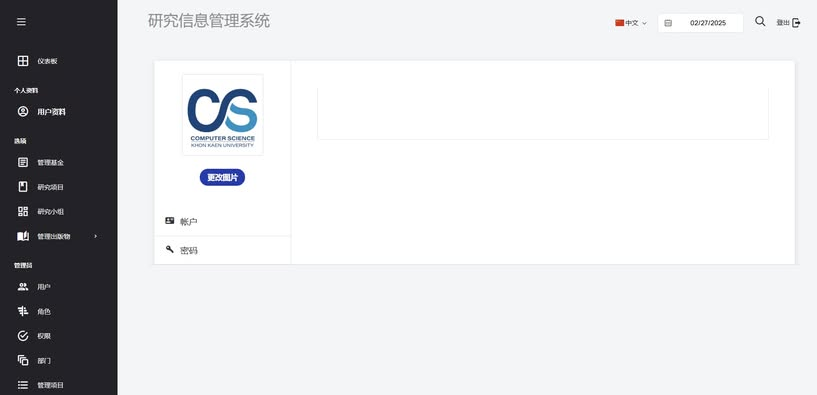 研究信息管理系统
中文
02/27/2025
登出
仪表板
个人资料
用户资料
选项
管理基金
研究项目
研究小组
管理出版物
管理员
用户
角色
权限
部门
管理项目
CS
COMPUTER SCIENCE
KHON KAEN UNIVERSITY
更改图片
帐户
密码